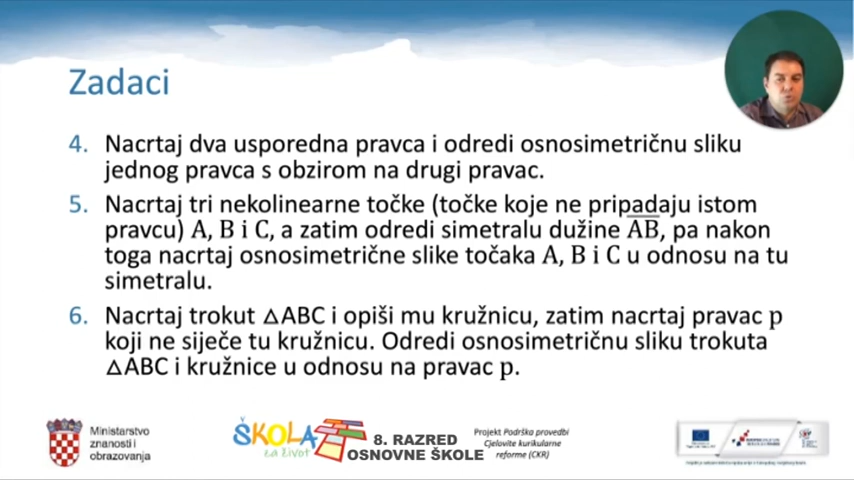 Zadaci
4. Nacrtaj dva usporedna pravca i odredi osnosimetričnu sliku
jednog pravca s obzirom na drugi pravac.
5. Nacrtaj tri nekolinearne točke (točke koje ne pripadaju istom
pravcu) A, B i C, a zatim odredi simetralu dužine A̅B̅, pa nakon
toga nacrtaj osnosimetrične slike točaka A, B i C u odnosu na tu
simetralu.
6. Nacrtaj trokut △ABC i opiši mu kružnicu, zatim nacrtaj pravac p
koji ne siječe tu kružnicu. Odredi osnosimetričnu sliku trokuta
△ABC i kružnice u odnosu na pravac p.
Ministarstvo
znanosti i
obrazovanja
ŠKOLA
za život
8. RAZRED
OSNOVNE ŠKOLE
Projekt Podrška provedbi
Cjelovite kurikularne
reforme (CKR)